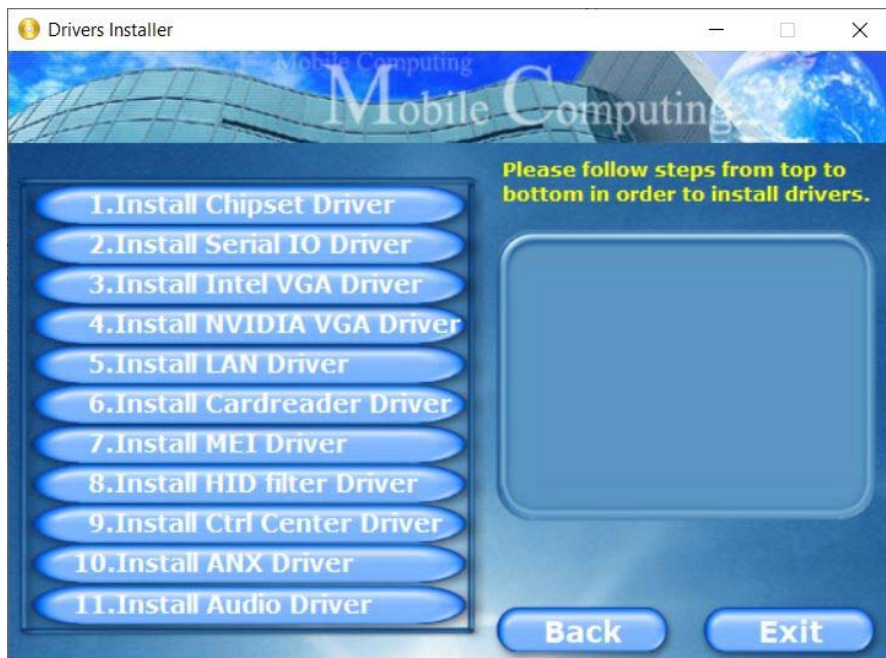 Drivers Installer
Mobile Computing
Mobile Computing
Please follow steps from top to
bottom in order to install drivers.
1.Install Chipset Driver
2.Install Serial IO Driver
3.Install Intel VGA Driver
4.Install NVIDIA VGA Driver
5.Install LAN Driver
6.Install Cardreader Driver
7.Install MEI Driver
8.Install HID filter Driver
9.Install Ctrl Center Driver
10.Install ANX Driver
11.Install Audio Driver
Back
Exit